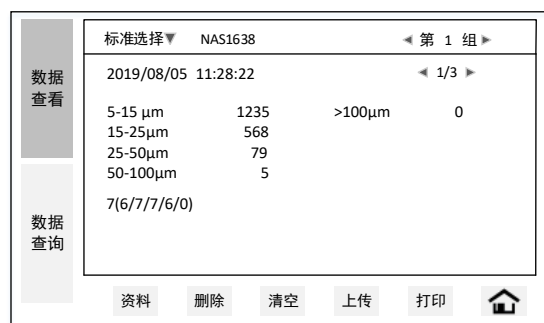 标准选择▼ NAS1638 ◀ 第 1 组 ▶
数据
查看
2019/08/05 11:28:22 ◀ 1/3 ▶
5-15 μm 1235 >100μm 0
15-25μm 568
25-50μm 79
50-100μm 5
7(6/7/7/6/0)
数据
查询
资料 删除 清空 上传 打印